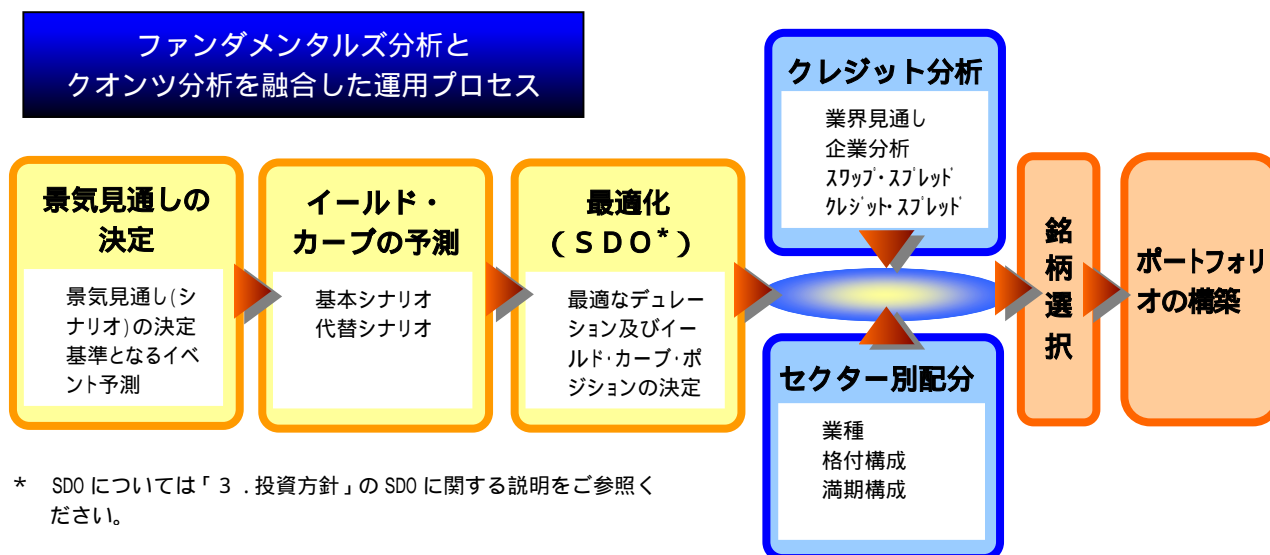 ファンダメンタルズ分析と
クオンツ分析を融合した運用プロセス
景気見通しの
決定
景気見通し(シ
ナリオ)の決定
基準となるイベ
ント予測
イールド・
カーブの予測
基本シナリオ
代替シナリオ
最適化
(SDO*)
最適なデュレー
ション及びイー
ルド・カーブ・ポ
ジションの決定
クレジット分析
業界見通し
企業分析
スワップ・スプレッド
クレジット・スプレッド
セクター別配分
業種
格付構成
満期構成
銘
柄
選
択
ポートフォリ
オの構築
* SDOについては「3.投資方針」のSDOに関する説明をご参照く
ださい。